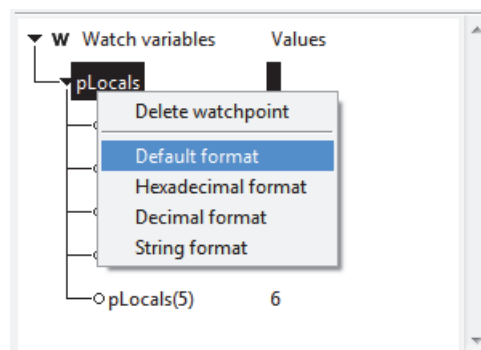 W Watch variables Values
pLocals
Delete watchpoint
Default format
Hexadecimal format
Decimal format
String format
pLocals(5) 6